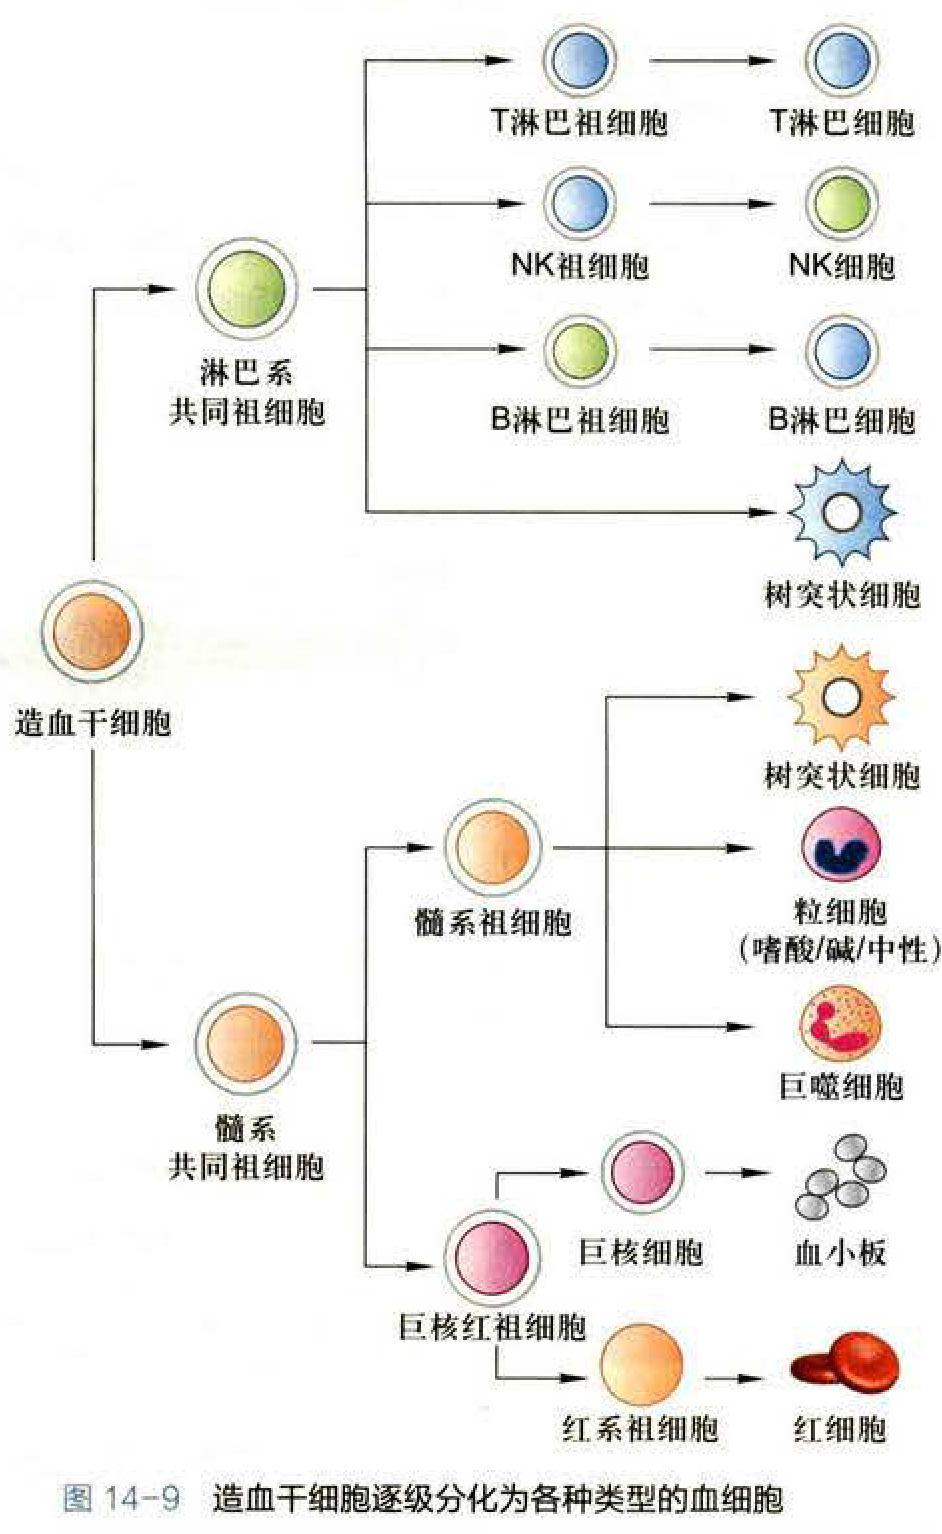 T淋巴祖细胞
T淋巴细胞
NK祖细胞
NK细胞
淋巴系
共同祖细胞
B淋巴祖细胞
B淋巴细胞
树突状细胞
造血干细胞
树突状细胞
髓系祖细胞
粒细胞
(嗜酸/碱/中性)
巨噬细胞
髓系
共同祖细胞
巨核细胞
血小板
巨核红祖细胞
红系祖细胞
红细胞
图 14-9 造血干细胞逐级分化为各种类型的血细胞